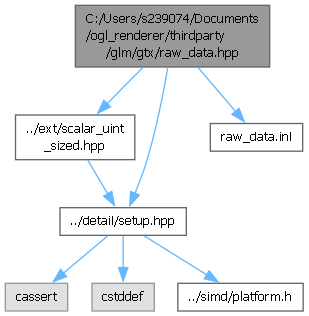 C:/Users/s239074/Documents
/ogl_renderer/thirdparty
/glm/gtx/raw_data.hpp
../ext/scalar_uint
_sized.hpp
raw_data.inl
../detail/setup.hpp
cassert
cstddef
../simd/platform.h